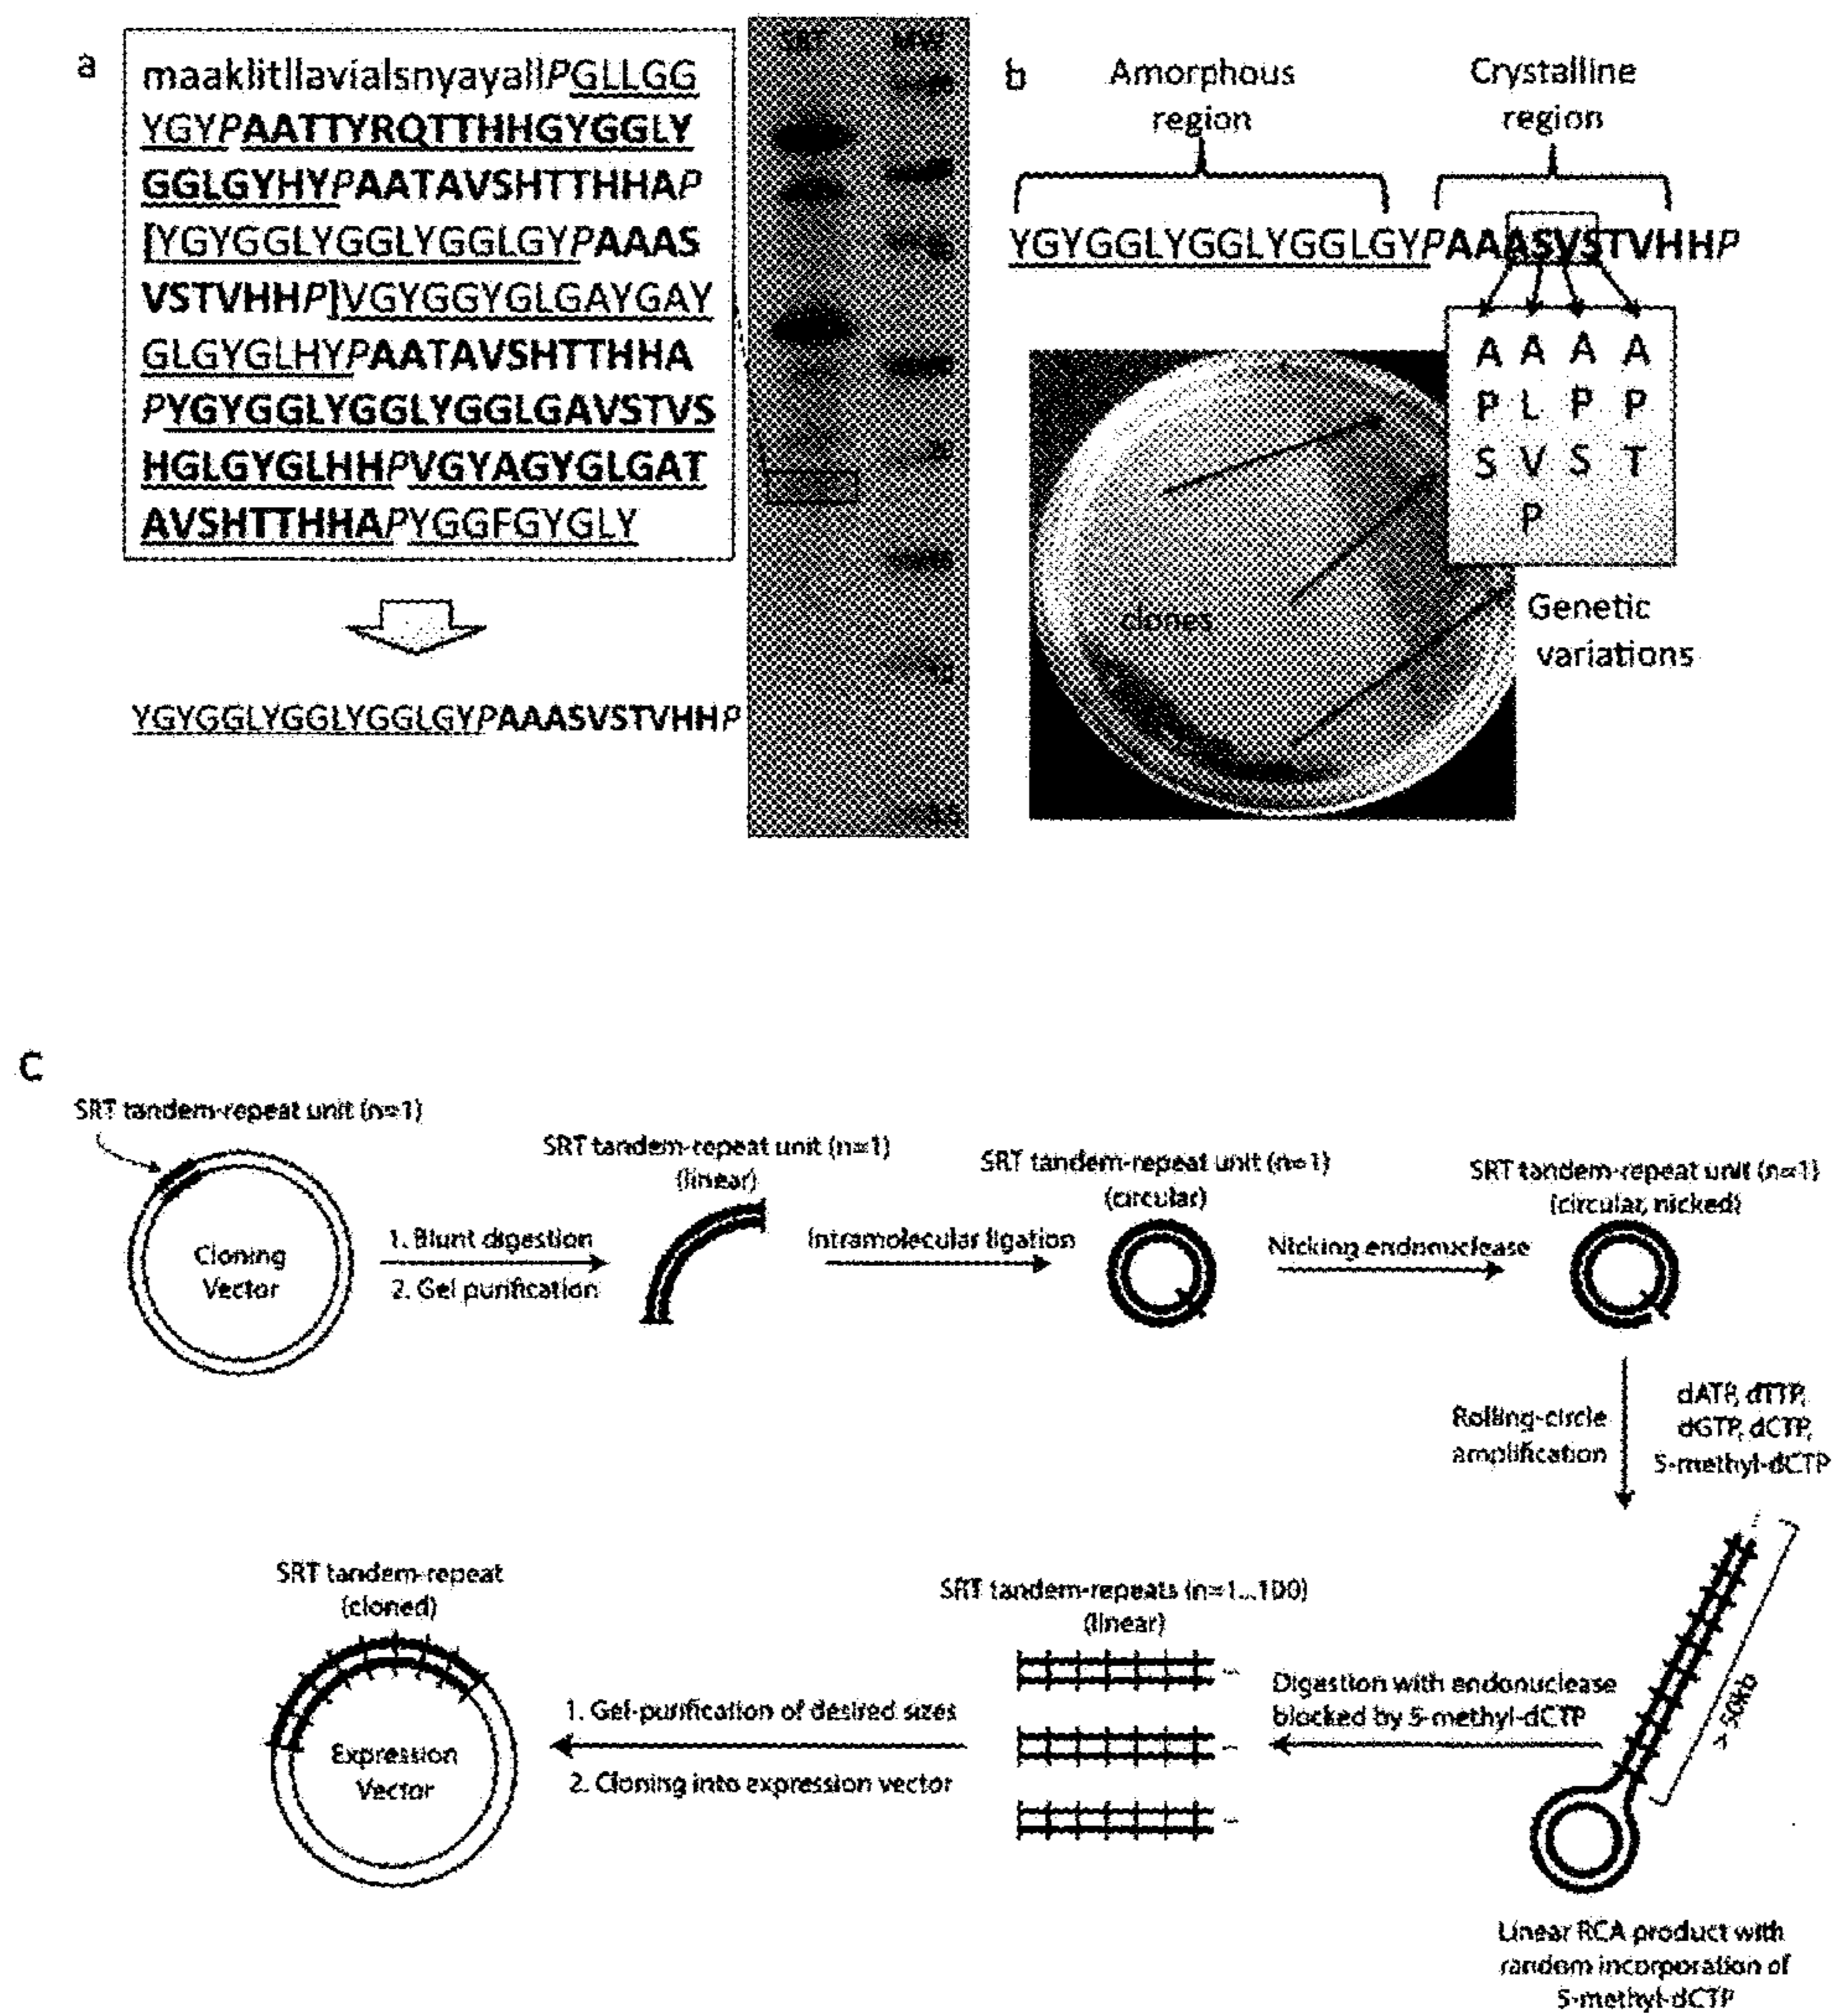 a
maaklitllavialsnyayallPGLLGG
YGYPAATTYRQTTHHGYGGLY
GGLGYHYPAATAVSHTTHHAP
[YGYGGLYGGLYGGLGYPAAAS
VSTVHHP]VGYGGYGLGAYGAY
GLGYGLHYPAATAVSHTTHHA
PYGYGGLYGGLYGGLGAVSTVS
HGLGYGLHHPVGYAGYGLGAT
AVSHTTHHAPYGGFGYGLY
YGYGGLYGGLYGGLGYPAAASVSTVHHP
SRT MW
b
Amorphous
region
Crystalline
region
YGYGGLYGGLYGGLGYPAAASVSTVHHP
A A A A
P L P P
S V S T
P
clones
Genetic
variations
c
SRT tandem-repeat unit (n=1)
Cloning
Vector
1. Blunt digestion
2. Gel purification
SRT tandem-repeat unit (n=1)
(linear)
Intramolecular ligation
SRT tandem-repeat unit (n=1)
(circular)
Nicking endonuclease
SRT tandem-repeat unit (n=1)
(circular, nicked)
Rolling-circle
amplification
dATP, dTTP,
dGTP, dCTP,
5-methyl-dCTP
>50kb
Linear RCA product with
random incorporation of
5-methyl-dCTP
Digestion with endonuclease
blocked by 5-methyl-dCTP
SRT tandem-repeats (n=1...100)
(linear)
1. Gel-purification of desired sizes
2. Cloning into expression vector
SRT tandem-repeat
(cloned)
Expression
Vector